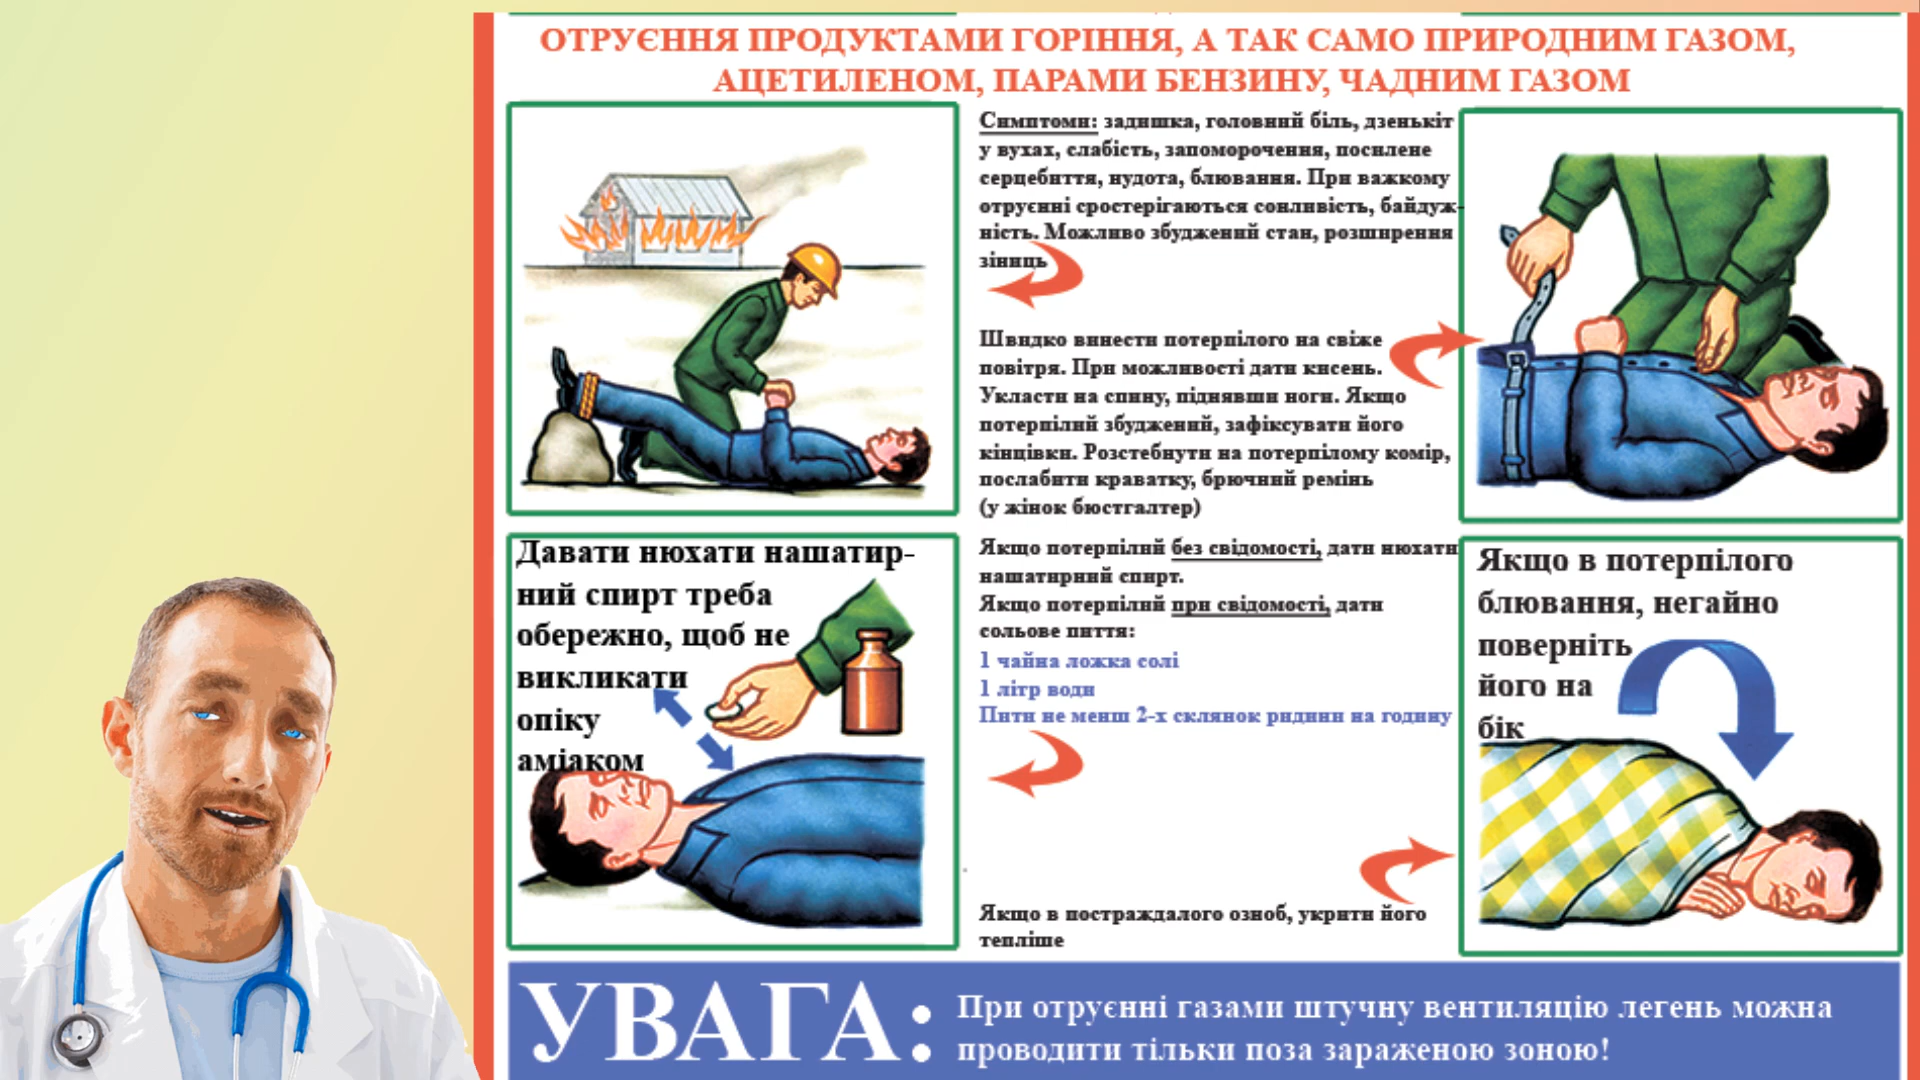 ОТРУЄННЯ ПРОДУКТАМИ ГОРІННЯ, А ТАК САМО ПРИРОДНИМ ГАЗОМ,
АЦЕТИЛЕНОМ, ПАРАМИ БЕНЗИНУ, ЧАДНИМ ГАЗОМ
Симптоми: задишка, головний біль, дзенькіт
у вухах, слабість, запоморочення, посилене
серцебиття, нудота, блювання. При важкому
отруєнні сростерігаються сонливість, байдуж-
ність. Можливо збуджений стан, розширення
зіниць
Швидко винести потерпілого на свіже
повітря. При можливості дати кисень.
Укласти на спину, піднявши ноги. Якщо
потерпілий збуджений, зафіксувати його
кінцівки. Розстебнути на потерпілому комір,
послабити краватку, брючний ремінь
(у жінок бюстгалтер)
Давати нюхати нашатир-
ний спирт треба
обережно, щоб не
викликати
опіку
аміаком
Якщо потерпілий без свідомості, дати нюхати
нашатирний спирт.
Якщо потерпілий при свідомості, дати
сольове пиття:
1 чайна ложка солі
1 літр води
Пити не менш 2-х склянок ридини на годину
Якщо в постраждалого озноб, укрити його
тепліше
Якщо в потерпілого
блювання, негайно
поверніть
його на
бік
УВАГА:
При отруєнні газами штучну вентиляцію легень можна
проводити тільки поза зараженою зоною!